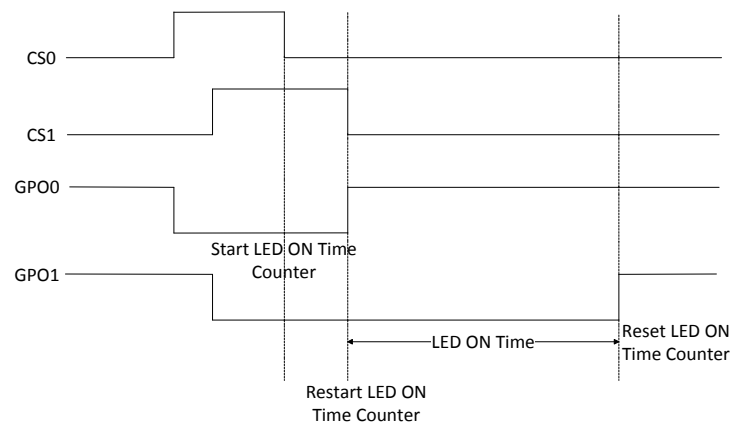 CS0
CS1
GPO0
Start LED ON Time
Counter
GPO1
LED ON Time
Reset LED ON
Time Counter
Restart LED ON
Time Counter